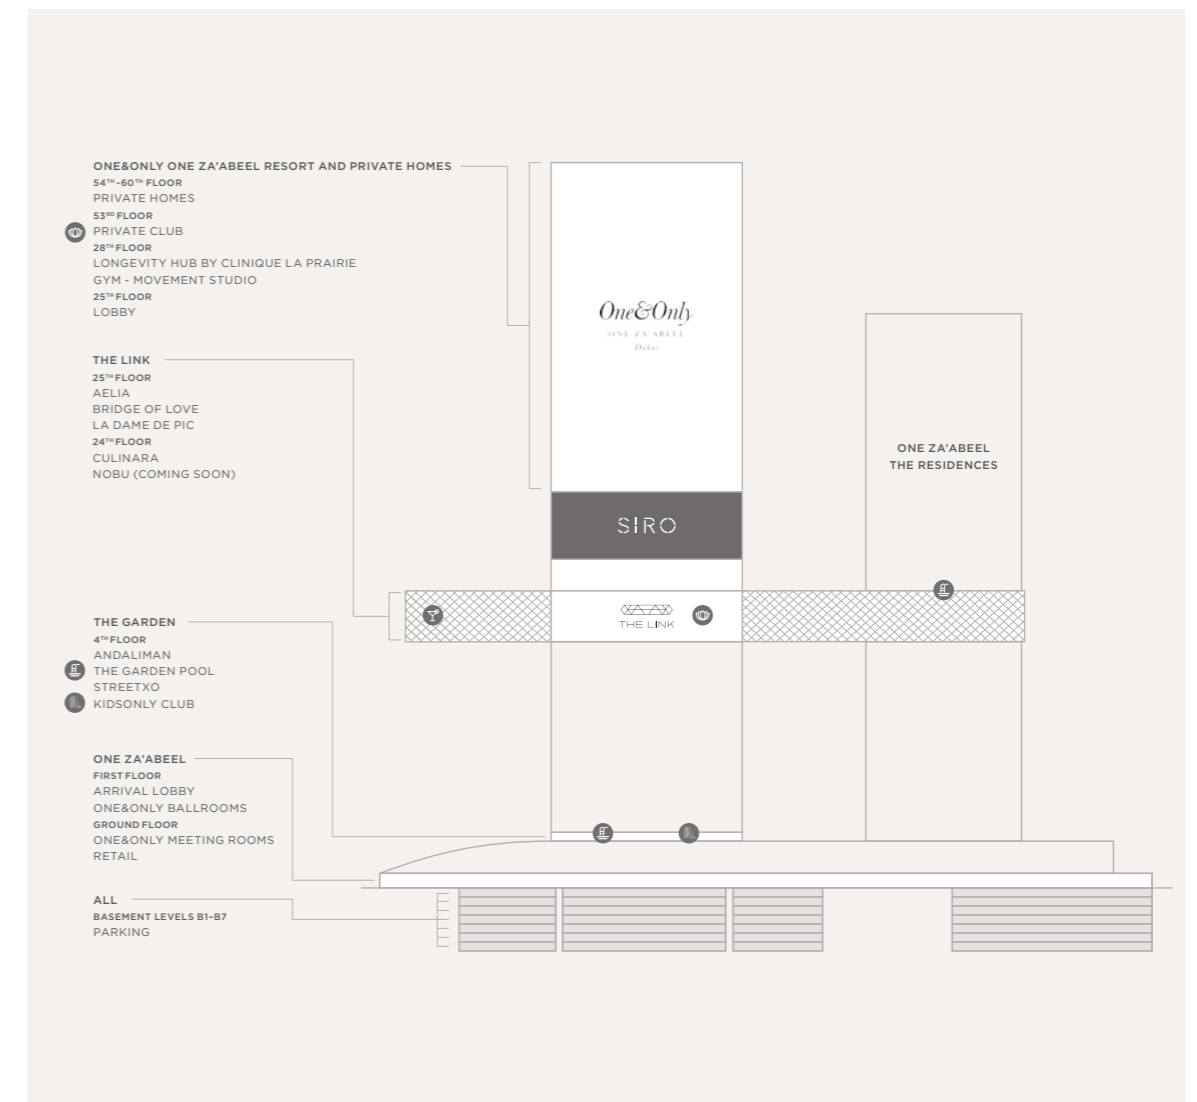 ONE&ONLY ONE ZA'ABEEL RESORT AND PRIVATE HOMES
54TH-60TH FLOOR
PRIVATE HOMES
53RD FLOOR
PRIVATE CLUB
28TH FLOOR
LONGEVITY HUB BY CLINIQUE LA PRAIRIE
GYM - MOVEMENT STUDIO
25TH FLOOR
LOBBY
THE LINK
25TH FLOOR
AELIA
BRIDGE OF LOVE
LA DAME DE PIC
24TH FLOOR
CULINARA
NOBU (COMING SOON)
THE GARDEN
4TH FLOOR
ANDALIMAN
THE GARDEN POOL
STREETXO
KIDSONLY CLUB
ONE ZA'ABEEL
FIRST FLOOR
ARRIVAL LOBBY
ONE&ONLY BALLROOMS
GROUND FLOOR
ONE&ONLY MEETING ROOMS
RETAIL
ALL
BASEMENT LEVELS B1-B7
PARKING
One&Only
ONE ZA'ABEEL
Dubai
SIRO
THE LINK
ONE ZA'ABEEL
THE RESIDENCES